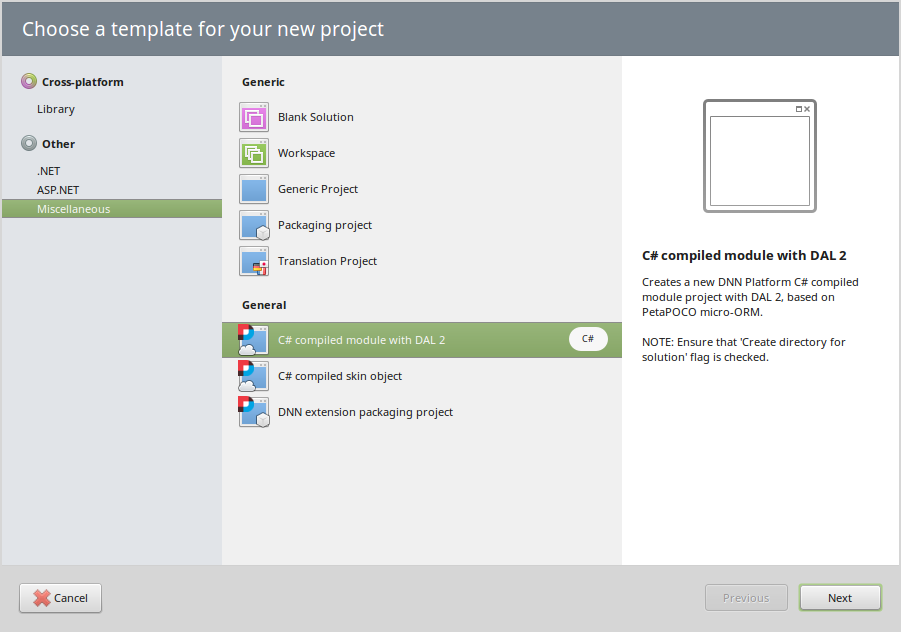 Choose a template for your new project
Cross-platform
Library
Other
.NET
ASP.NET
Miscellaneous
Generic
Blank Solution
Workspace
Generic Project
Packaging project
Translation Project
General
C# compiled module with DAL 2
C#
C# compiled skin object
DNN extension packaging project
C# compiled module with DAL 2
Creates a new DNN Platform C# compiled
module project with DAL 2, based on
PetaPOCO micro-ORM.
NOTE: Ensure that 'Create directory for
solution' flag is checked.
Cancel
Previous
Next